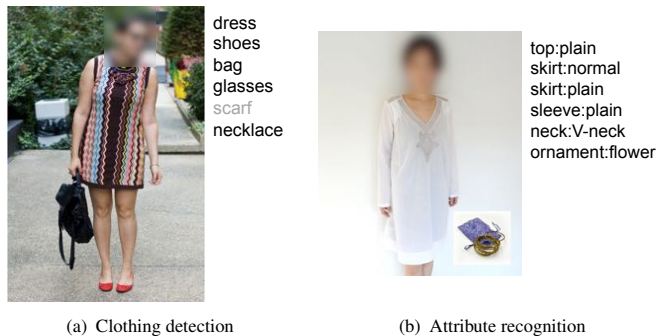 dress
shoes
bag
glasses
scarf
necklace
top:plain
skirt:normal
skirt:plain
sleeve:plain
neck:V-neck
ornament:flower
(a) Clothing detection
(b) Attribute recognition